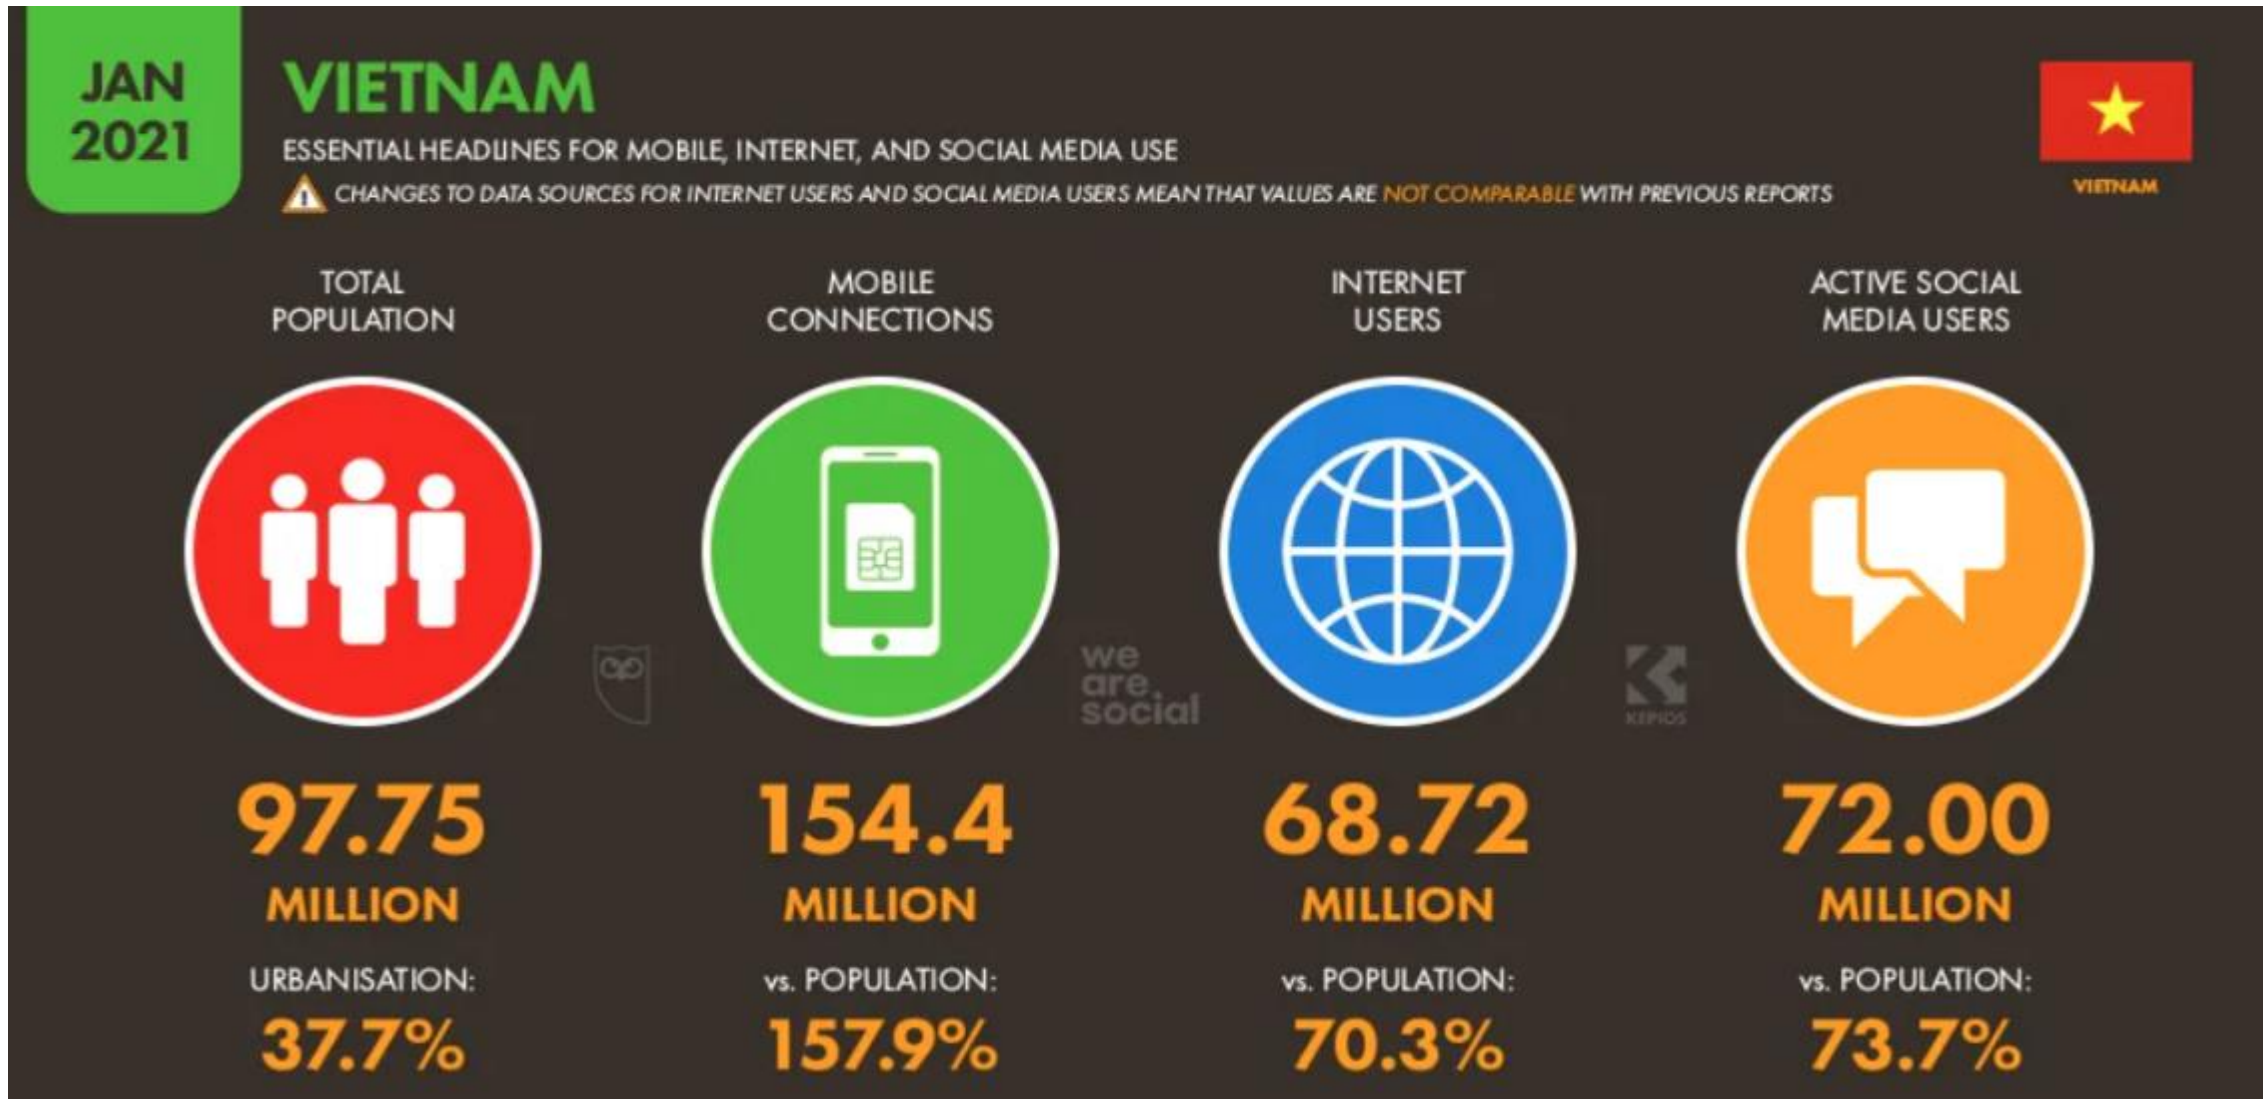 JAN
2021
VIETNAM
ESSENTIAL HEADLINES FOR MOBILE, INTERNET, AND SOCIAL MEDIA USE
! CHANGES TO DATA SOURCES FOR INTERNET USERS AND SOCIAL MEDIA USERS MEAN THAT VALUES ARE NOT COMPARABLE WITH PREVIOUS REPORTS
VIETNAM
TOTAL
POPULATION
97.75
MILLION
URBANISATION:
37.7%
MOBILE
CONNECTIONS
154.4
MILLION
vs. POPULATION:
157.9%
INTERNET
USERS
68.72
MILLION
vs. POPULATION:
70.3%
ACTIVE SOCIAL
MEDIA USERS
72.00
MILLION
vs. POPULATION:
73.7%
we
are
social
KEPIOS